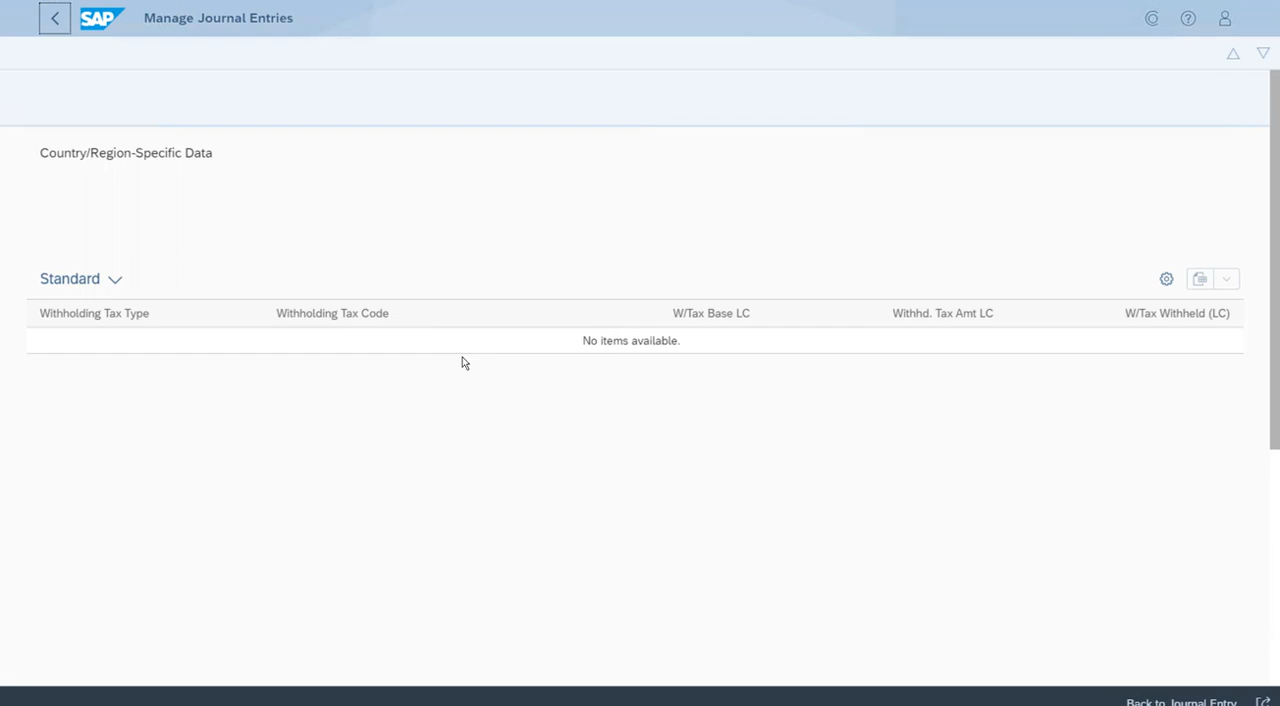 SAP Manage Journal Entries
Country/Region-Specific Data
Standard
Withholding Tax Type Withholding Tax Code W/Tax Base LC Withhd. Tax Amt LC W/Tax Withheld (LC)
No items available.
Back to Journal Entry